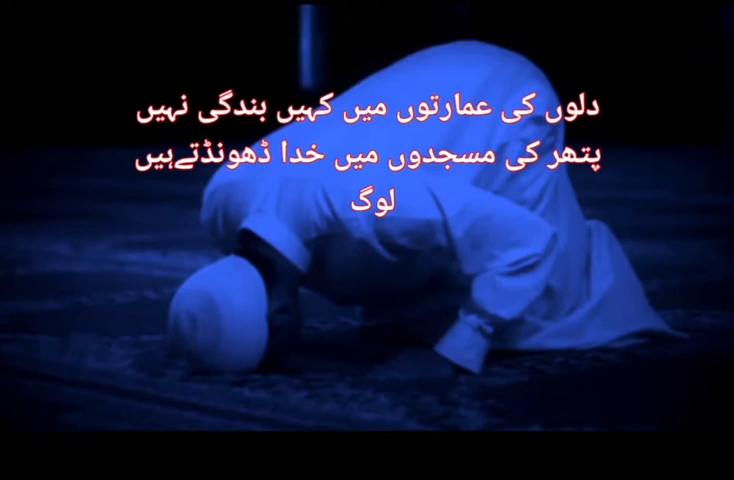 دلوں کی عمارتوں میں کہیں بندگی نہیں
پتھر کی مسجدوں میں خدا ڈھونڈتےہیں
لوگ